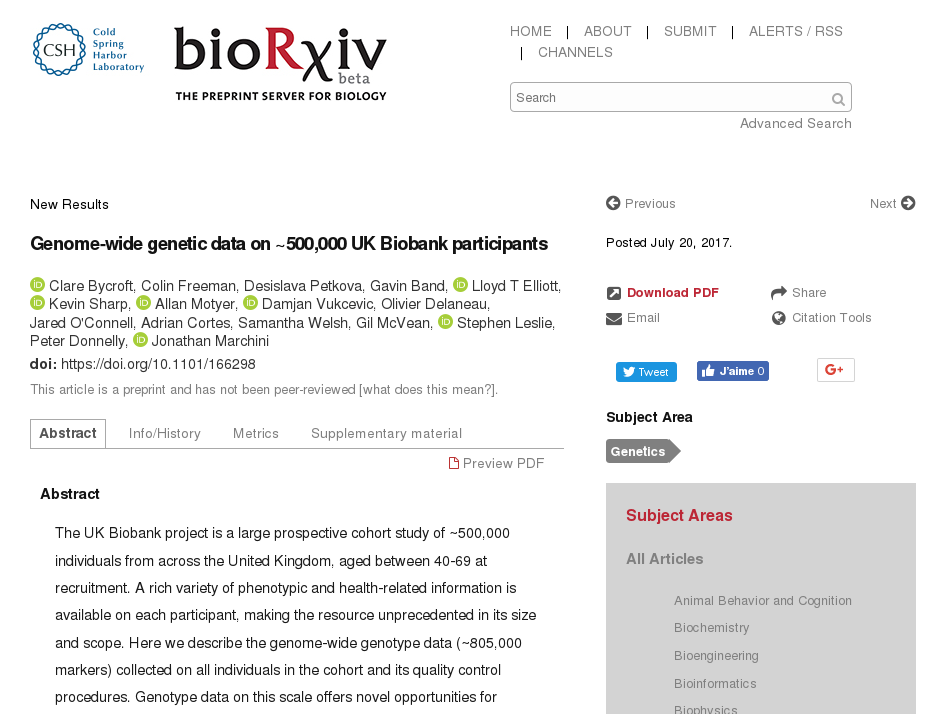 CSH
Cold
Spring
Harbor
Laboratory
bioRxiv
beta
THE PREPRINT SERVER FOR BIOLOGY
HOME | ABOUT | SUBMIT | ALERTS / RSS
| CHANNELS
Search
Advanced Search
New Results
Genome-wide genetic data on ~500,000 UK Biobank participants
iD Clare Bycroft, Colin Freeman, Desislava Petkova, Gavin Band, iD Lloyd T Elliott,
iD Kevin Sharp, iD Allan Motyer, iD Damjan Vukcevic, Olivier Delaneau,
Jared O'Connell, Adrian Cortes, Samantha Welsh, Gil McVean, iD Stephen Leslie,
Peter Donnelly, iD Jonathan Marchini
doi: https://doi.org/10.1101/166298
This article is a preprint and has not been peer-reviewed [what does this mean?].
Abstract Info/History Metrics Supplementary material
Preview PDF
Abstract
The UK Biobank project is a large prospective cohort study of ~500,000
individuals from across the United Kingdom, aged between 40-69 at
recruitment. A rich variety of phenotypic and health-related information is
available on each participant, making the resource unprecedented in its size
and scope. Here we describe the genome-wide genotype data (~805,000
markers) collected on all individuals in the cohort and its quality control
procedures. Genotype data on this scale offers novel opportunities for
Previous Next
Posted July 20, 2017.
Download PDF Share
Email Citation Tools
Tweet J'aime 0 G+
Subject Area
Genetics
Subject Areas
All Articles
Animal Behavior and Cognition
Biochemistry
Bioengineering
Bioinformatics
Biophysics